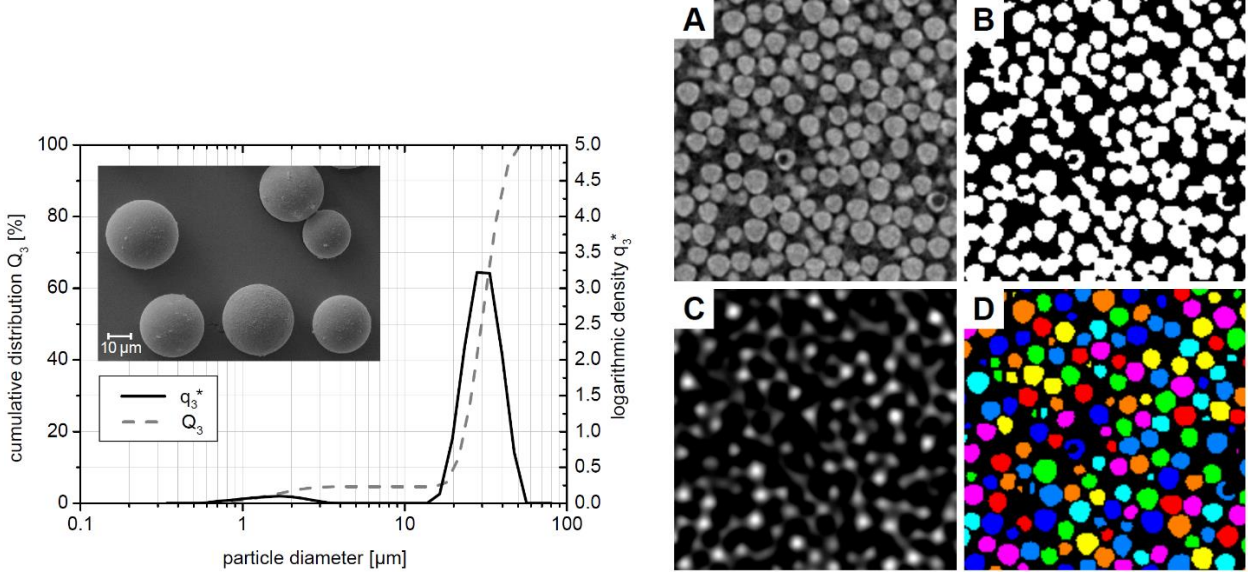 100
80
60
40
20
0
cumulative distribution Q3 [%]
5.0
4.5
4.0
3.5
3.0
2.5
2.0
1.5
1.0
0.5
0.0
logarithmic density q3*
10 µm
q3*
Q3
0.1
1
10
100
particle diameter [µm]
A
B
C
D